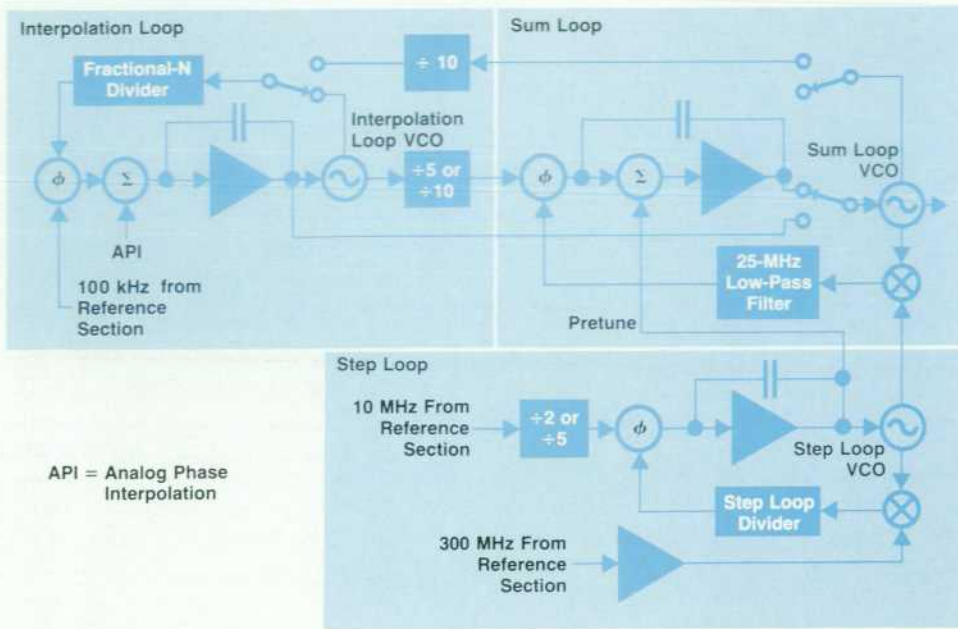 Interpolation Loop
Fractional-N
Divider
÷ 10
Interpolation
Loop VCO
ϕ
Σ
÷5 or
÷10
API
100 kHz from
Reference
Section
Sum Loop
ϕ
Σ
Sum Loop
VCO
25-MHz
Low-Pass
Filter
Pretune
Step Loop
10 MHz From
Reference
Section
÷2 or
÷5
ϕ
Step Loop
VCO
Step Loop
Divider
300 MHz From
Reference
Section
API = Analog Phase
Interpolation